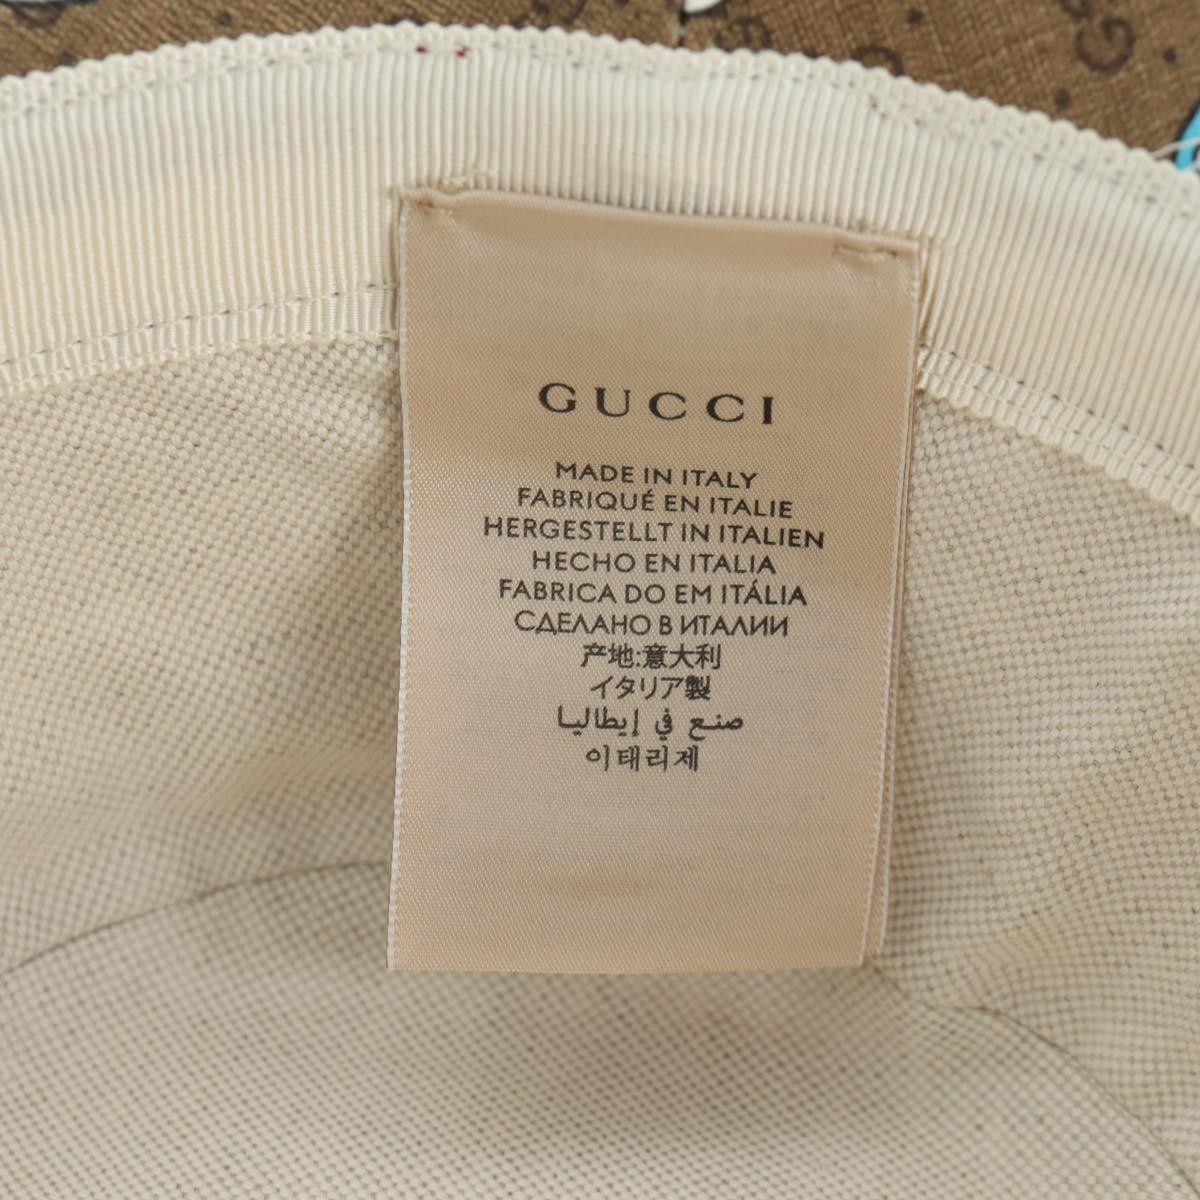 GUCCI
MADE IN ITALY
FABRIQUÉ EN ITALIE
HERGESTELLT IN ITALIEN
HECHO EN ITALIA
FABRICA DO EM ITÁLIA
СДЕЛАНО В ИТАЛИИ
产地:意大利
イタリア製
صنع في إيطاليا
이태리제